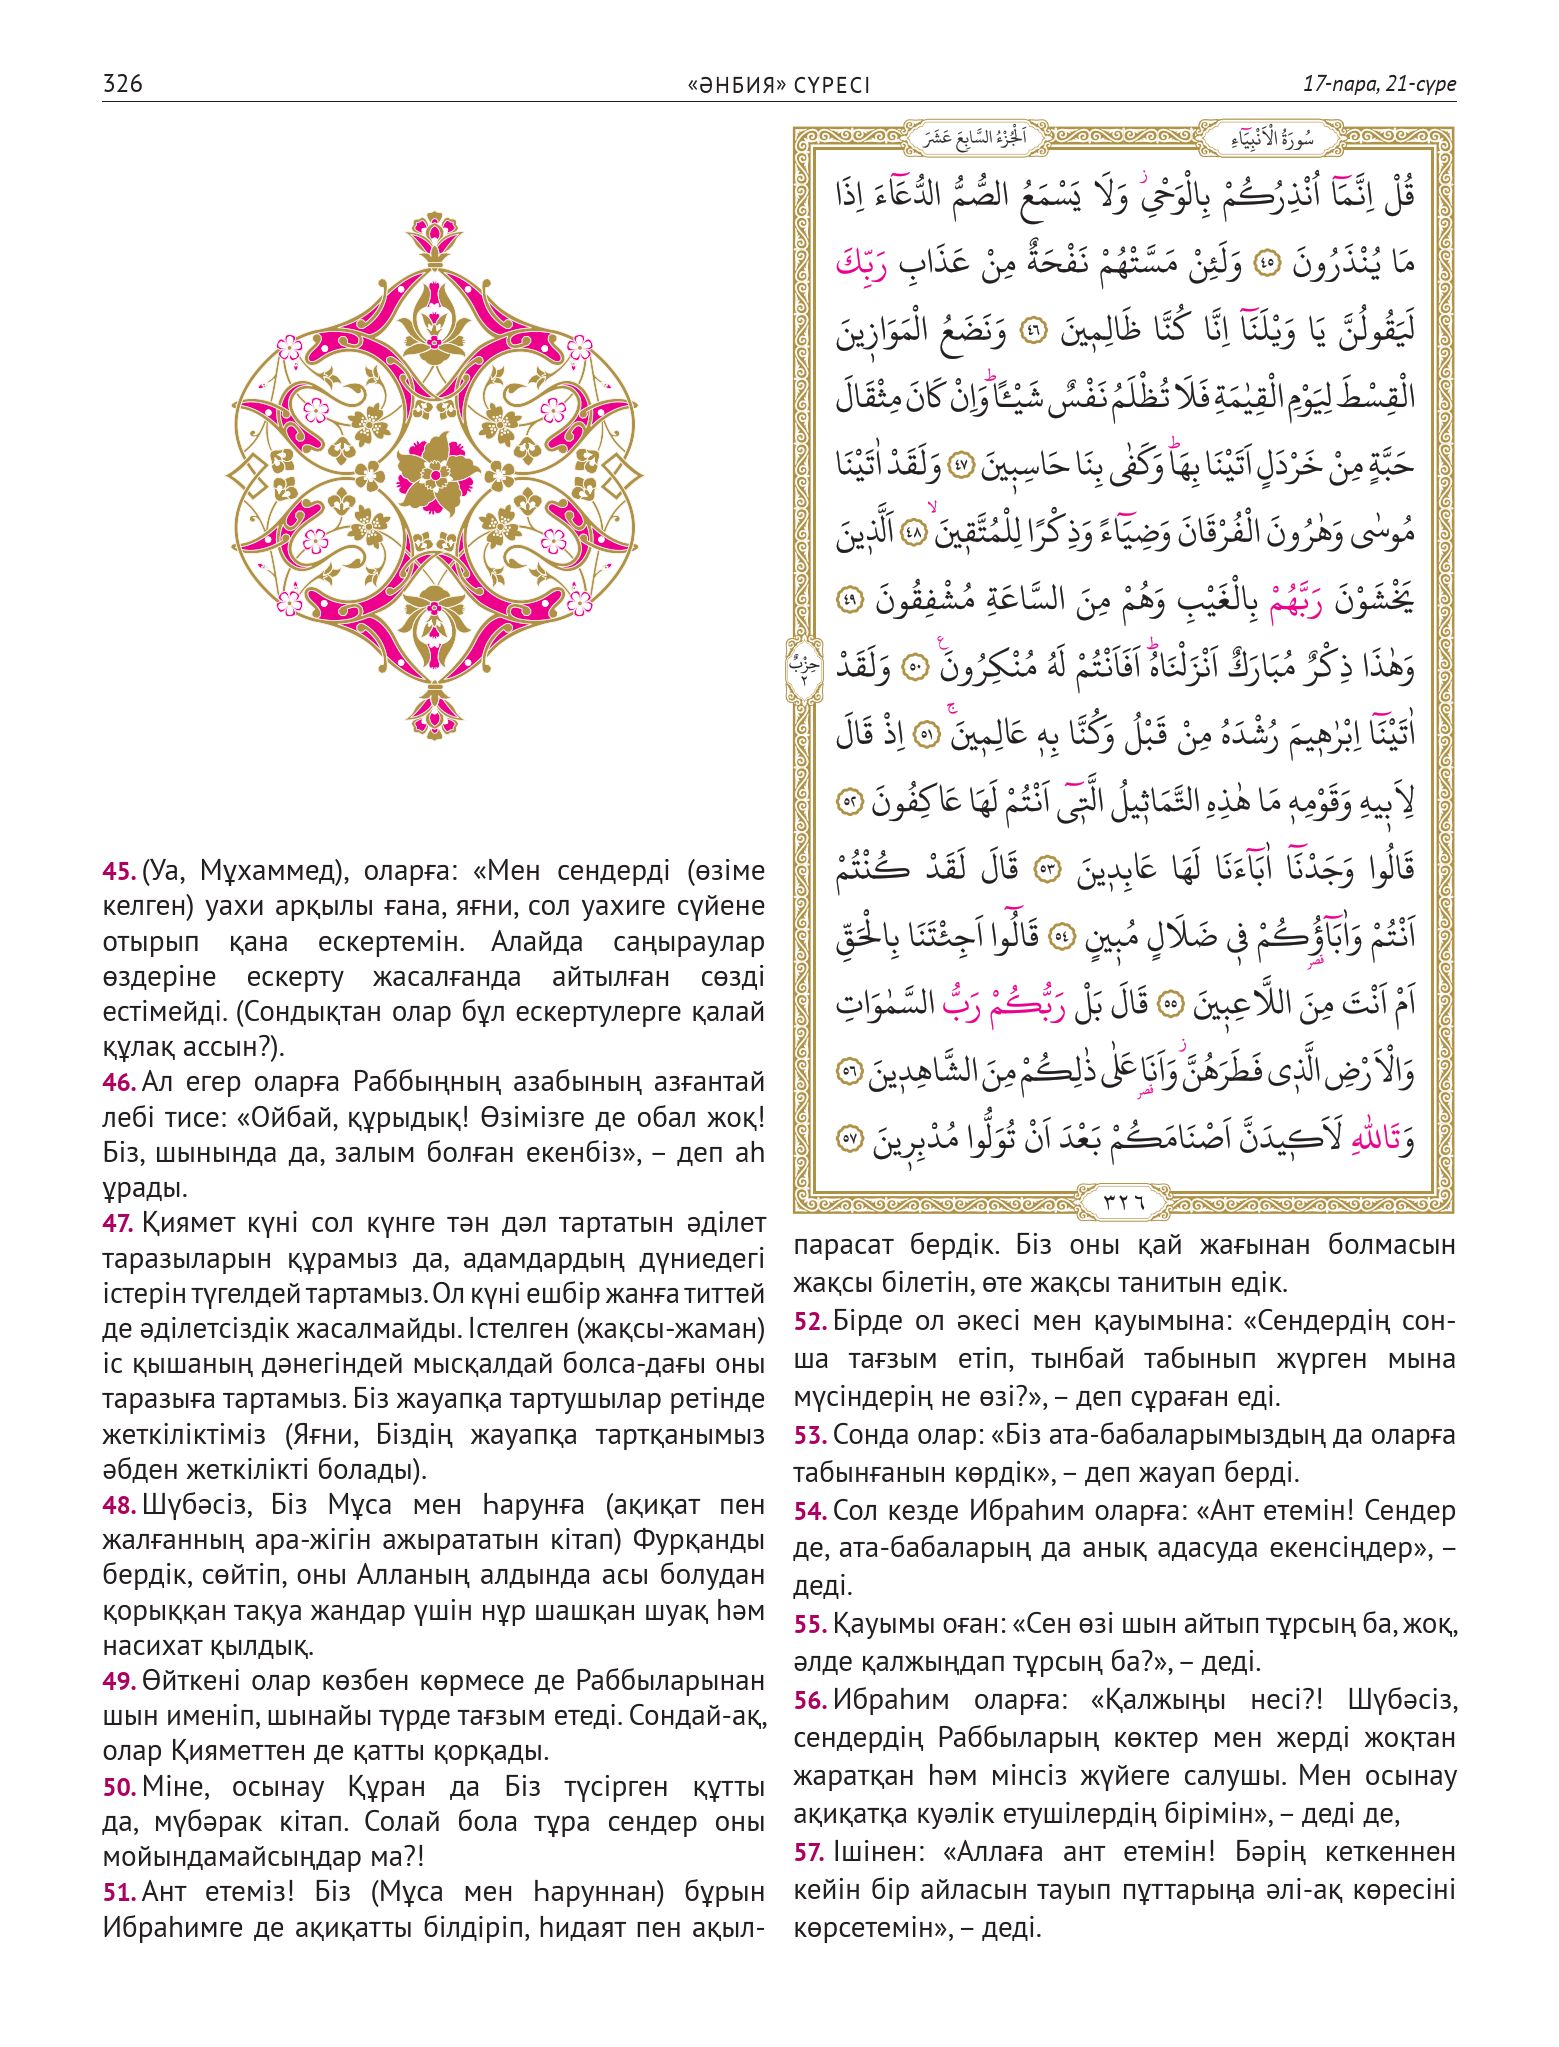 326
«ӘНБИЯ» СҮРЕСІ
17-пара, 21-сүре
سُورَةُ الْاَنْبِيَٓاءِ
اَلْجُزْءُ السَّابِعَ عَشَرَ
قُلْ اِنَّمَٓا اُنْذِرُكُمْ بِالْوَحْيِۘ وَلَا يَسْمَعُ الصُّمُّ الدُّعَٓاءَ اِذَا
مَا يُنْذَرُونَ ﴿٤٥﴾ وَلَئِنْ مَسَّتْهُمْ نَفْحَةٌ مِنْ عَذَابِ رَبِّكَ
لَيَقُولُنَّ يَا وَيْلَنَٓا اِنَّا كُنَّا ظَالِم۪ينَ ﴿٤٦﴾ وَنَضَعُ الْمَوَاز۪ينَ
الْقِسْطَ لِيَوْمِ الْقِيٰمَةِ فَلَا تُظْلَمُ نَفْسٌ شَيْـًٔاۜ وَاِنْ كَانَ مِثْقَالَ
حَبَّةٍ مِنْ خَرْدَلٍ اَتَيْنَا بِهَاۜ وَكَفٰى بِنَا حَاسِب۪ينَ ﴿٤٧﴾ وَلَقَدْ اٰتَيْنَا
مُوسٰى وَهٰرُونَ الْفُرْقَانَ وَضِيَٓاءً وَذِكْرًا لِلْمُتَّق۪ينَۙ ﴿٤٨﴾ اَلَّذ۪ينَ
يَخْشَوْنَ رَبَّهُمْ بِالْغَيْبِ وَهُمْ مِنَ السَّاعَةِ مُشْفِقُونَ ﴿٤٩﴾
وَهٰذَا ذِكْرٌ مُبَارَكٌ اَنْزَلْنَاهُۜ اَفَاَنْتُمْ لَهُ مُنْكِرُونَ۟ ﴿٥٠﴾ وَلَقَدْ
حِزْبٌ
٢
اٰتَيْنَٓا اِبْرٰه۪يمَ رُشْدَهُ مِنْ قَبْلُ وَكُنَّا بِه۪ عَالِم۪ينَۚ ﴿٥١﴾ اِذْ قَالَ
لِاَب۪يهِ وَقَوْمِه۪ مَا هٰذِهِ التَّمَاث۪يلُ الَّت۪ٓي اَنْتُمْ لَهَا عَاكِفُونَ ﴿٥٢﴾
قَالُوا وَجَدْنَٓا اٰبَٓاءَنَا لَهَا عَابِد۪ينَ ﴿٥٣﴾ قَالَ لَقَدْ كُنْتُمْ
اَنْتُمْ وَاٰبَٓاؤُ۬كُمْ ف۪ي ضَلَالٍ مُب۪ينٍ ﴿٥٤﴾ قَالُٓوا اَجِئْتَنَا بِالْحَقِّ
اَمْ اَنْتَ مِنَ اللَّاعِب۪ينَ ﴿٥٥﴾ قَالَ بَلْ رَبُّكُمْ رَبُّ السَّمٰوَاتِ
وَالْاَرْضِ الَّذ۪ي فَطَرَهُنَّۘ وَاَنَا۬ عَلٰى ذٰلِكُمْ مِنَ الشَّاهِد۪ينَ ﴿٥٦﴾
وَتَاللّٰهِ لَاَك۪يدَنَّ اَصْنَامَكُمْ بَعْدَ اَنْ تُوَلُّوا مُدْبِر۪ينَ ﴿٥٧﴾
٣٢٦
45. (Уа, Мұхаммед), оларға: «Мен сендерді (өзіме
келген) уахи арқылы ғана, яғни, сол уахиге сүйене
отырып қана ескертемін. Алайда саңыраулар
өздеріне ескерту жасалғанда айтылған сөзді
естімейді. (Сондықтан олар бұл ескертулерге қалай
құлақ ассын?).
46. Ал егер оларға Раббыңның азабының азғантай
лебі тисе: «Ойбай, құрыдық! Өзімізге де обал жоқ!
Біз, шынында да, залым болған екенбіз», – деп аһ
ұрады.
47. Қиямет күні сол күнге тән дәл тартатын әділет
таразыларын құрамыз да, адамдардың дүниедегі
істерін түгелдей тартамыз. Ол күні ешбір жанға титтей
де әділетсіздік жасалмайды. Істелген (жақсы-жаман)
іс қышаның дәнегіндей мысқалдай болса-дағы оны
таразыға тартамыз. Біз жауапқа тартушылар ретінде
жеткіліктіміз (Яғни, Біздің жауапқа тартқанымыз
әбден жеткілікті болады).
48. Шүбәсіз, Біз Мұса мен Һарунға (ақиқат пен
жалғанның ара-жігін ажырататын кітап) Фурқанды
бердік, сөйтіп, оны Алланың алдында асы болудан
қорыққан тақуа жандар үшін нұр шашқан шуақ һәм
насихат қылдық.
49. Өйткені олар көзбен көрмесе де Раббыларынан
шын именіп, шынайы түрде тағзым етеді. Сондай-ақ,
олар Қияметтен де қатты қорқады.
50. Міне, осынау Құран да Біз түсірген құтты
да, мүбәрак кітап. Солай бола тұра сендер оны
мойындамайсыңдар ма?!
51. Ант етеміз! Біз (Мұса мен Һаруннан) бұрын
Ибраһимге де ақиқатты білдіріп, һидаят пен ақыл-
парасат бердік. Біз оны қай жағынан болмасын
жақсы білетін, өте жақсы танитын едік.
52. Бірде ол әкесі мен қауымына: «Сендердің сон-
ша тағзым етіп, тынбай табынып жүрген мына
мүсіндерің не өзі?», – деп сұраған еді.
53. Сонда олар: «Біз ата-бабаларымыздың да оларға
табынғанын көрдік», – деп жауап берді.
54. Сол кезде Ибраһим оларға: «Ант етемін! Сендер
де, ата-бабаларың да анық адасуда екенсіңдер», –
деді.
55. Қауымы оған: «Сен өзі шын айтып тұрсың ба, жоқ,
әлде қалжыңдап тұрсың ба?», – деді.
56. Ибраһим оларға: «Қалжыңы несі?! Шүбәсіз,
сендердің Раббыларың көктер мен жерді жоқтан
жаратқан һәм мінсіз жүйеге салушы. Мен осынау
ақиқатқа куәлік етушілердің бірімін», – деді де,
57. Ішінен: «Аллаға ант етемін! Бәрің кеткеннен
кейін бір айласын тауып пұттарыңа әлі-ақ көресіні
көрсетемін», – деді.